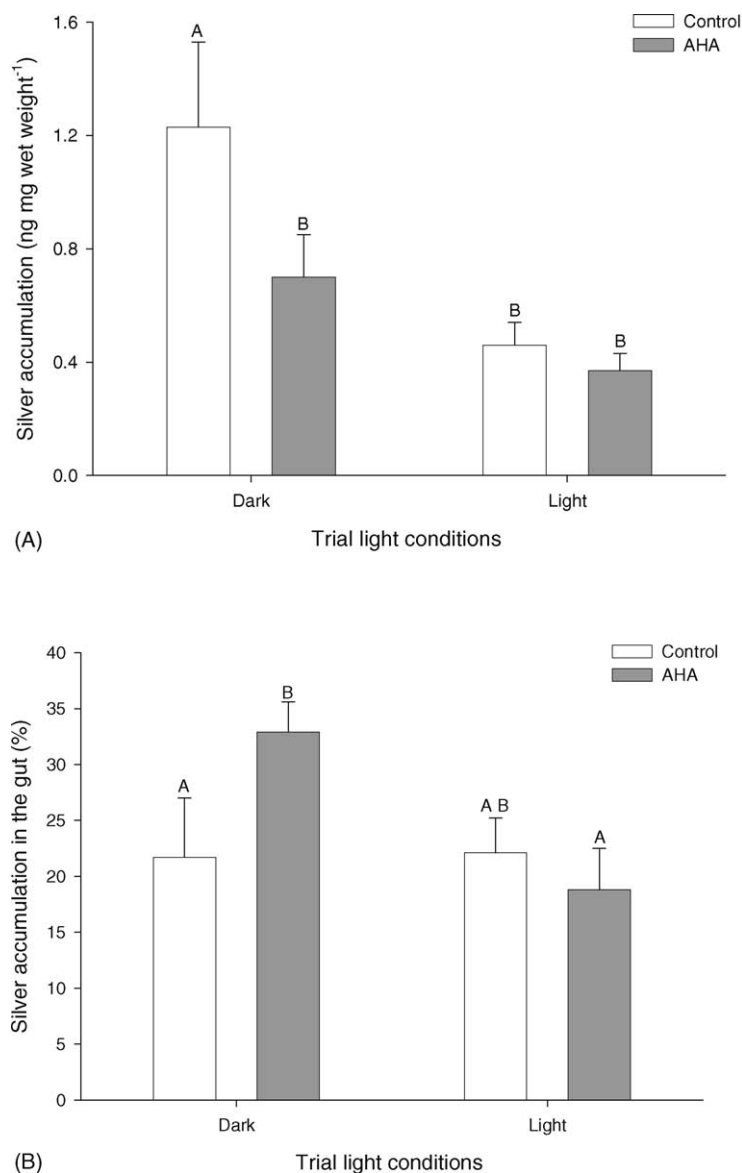 1.6
Control
AHA
A
1.2
Silver accumulation (ng mg wet weight⁻¹)
0.8
B
B
B
0.4
0.0
Dark
Light
(A)
Trial light conditions
40
Control
AHA
35
B
30
Silver accumulation in the gut (%)
A
A B
25
A
20
15
10
5
0
Dark
Light
(B)
Trial light conditions